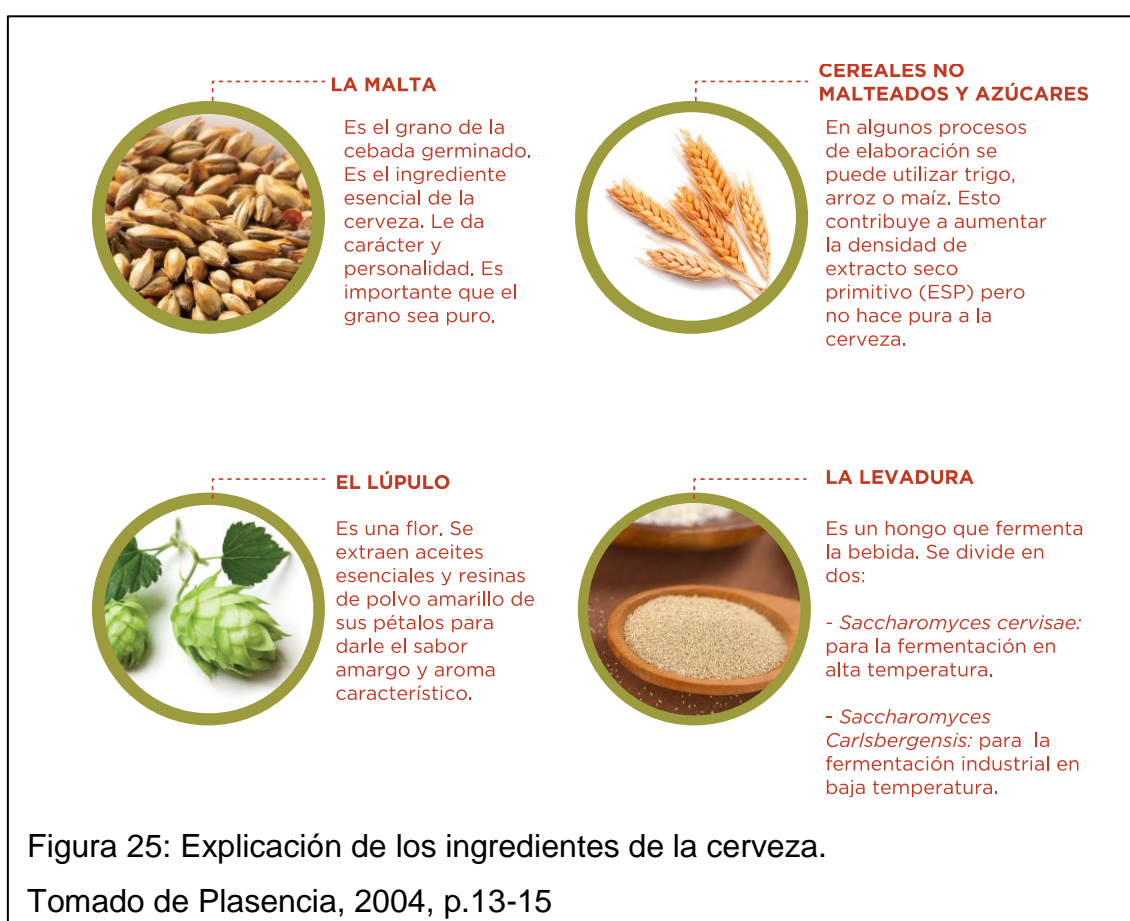 LA MALTA
Es el grano de la
cebada germinado.
Es el ingrediente
esencial de la
cerveza. Le da
carácter y
personalidad. Es
importante que el
grano sea puro.
CEREALES NO
MALTEADOS Y AZÚCARES
En algunos procesos
de elaboración se
puede utilizar trigo,
arroz o maíz. Esto
contribuye a aumentar
la densidad de
extracto seco
primitivo (ESP) pero
no hace pura a la
cerveza.
EL LÚPULO
Es una flor. Se
extraen aceites
esenciales y resinas
de polvo amarillo de
sus pétalos para
darle el sabor
amargo y aroma
característico.
LA LEVADURA
Es un hongo que fermenta
la bebida. Se divide en
dos:
- Saccharomyces cervisae:
para la fermentación en
alta temperatura.
- Saccharomyces
Carlsbergensis: para la
fermentación industrial en
baja temperatura.
Figura 25: Explicación de los ingredientes de la cerveza.
Tomado de Plasencia, 2004, p.13-15